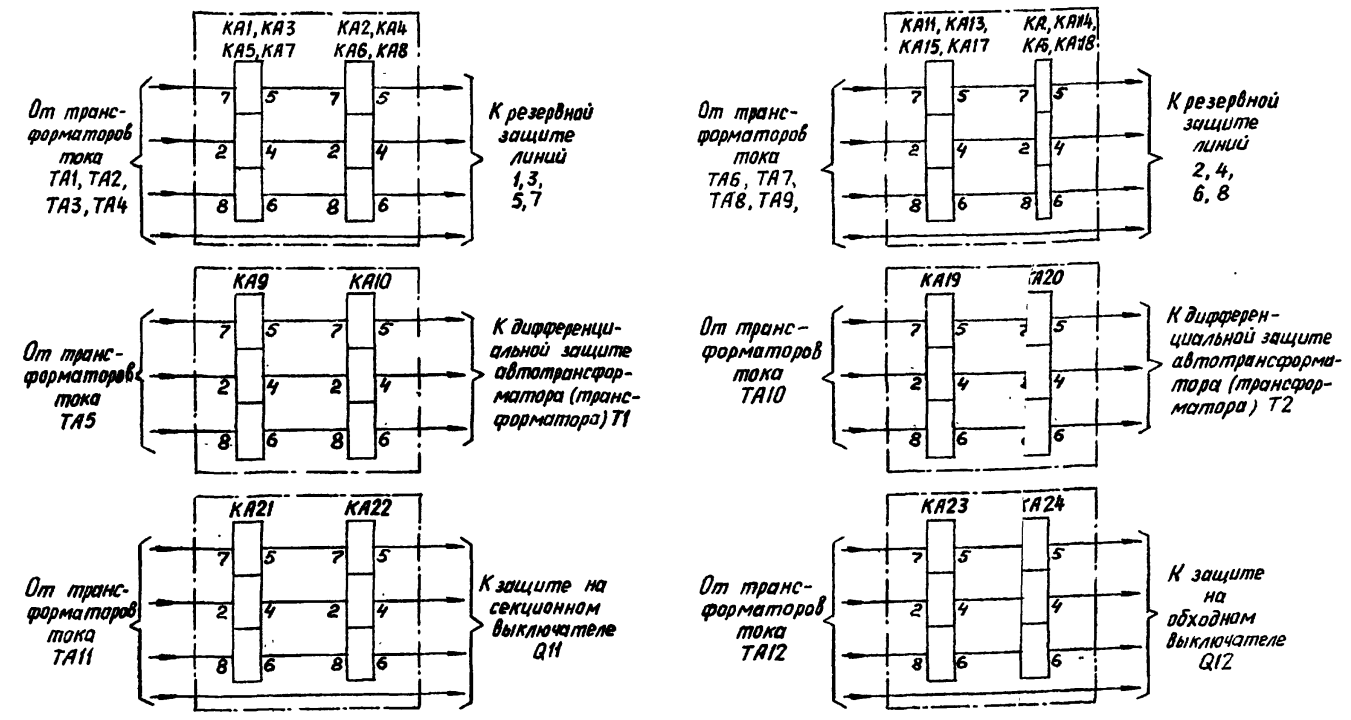 КА1, КА3
КА5, КА7
КА2, КА4
КА6, КА8
От транс-
форматоров
тока
ТА1, ТА2,
ТА3, ТА4
7 5 7 5
2 4 2 4
8 6 8 6
К резервной
защите
линий
1, 3,
5, 7
КА11, КА13,
КА15, КА17
КА14,
КА18
От транс-
форматоров
тока
ТА6, ТА7,
ТА8, ТА9,
7 5 7 5
2 4 2 4
8 6 8 6
К резервной
защите
линий
2, 4,
6, 8
КА9
КА10
От транс-
форматоров
тока
ТА5
7 5 7 5
2 4 2 4
8 6 8 6
К дифференци-
альной защите
автотрансфор-
матора (транс-
форматора) Т1
КА19
КА20
От транс-
форматоров
тока
ТА10
7 5 5
2 4 4
8 6 6
К дифферен-
циальной защите
автотрансформа-
тора (трансфор-
матора) Т2
КА21
КА22
От транс-
форматоров
тока
ТА11
7 5 7 5
2 4 2 4
8 6 8 6
К защите на
секционном
выключателе
Q11
КА23
КА24
От транс-
форматоров
тока
ТА12
7 5 5
2 4 4
8 6 6
К защите
на
обходном
выключателе
Q12